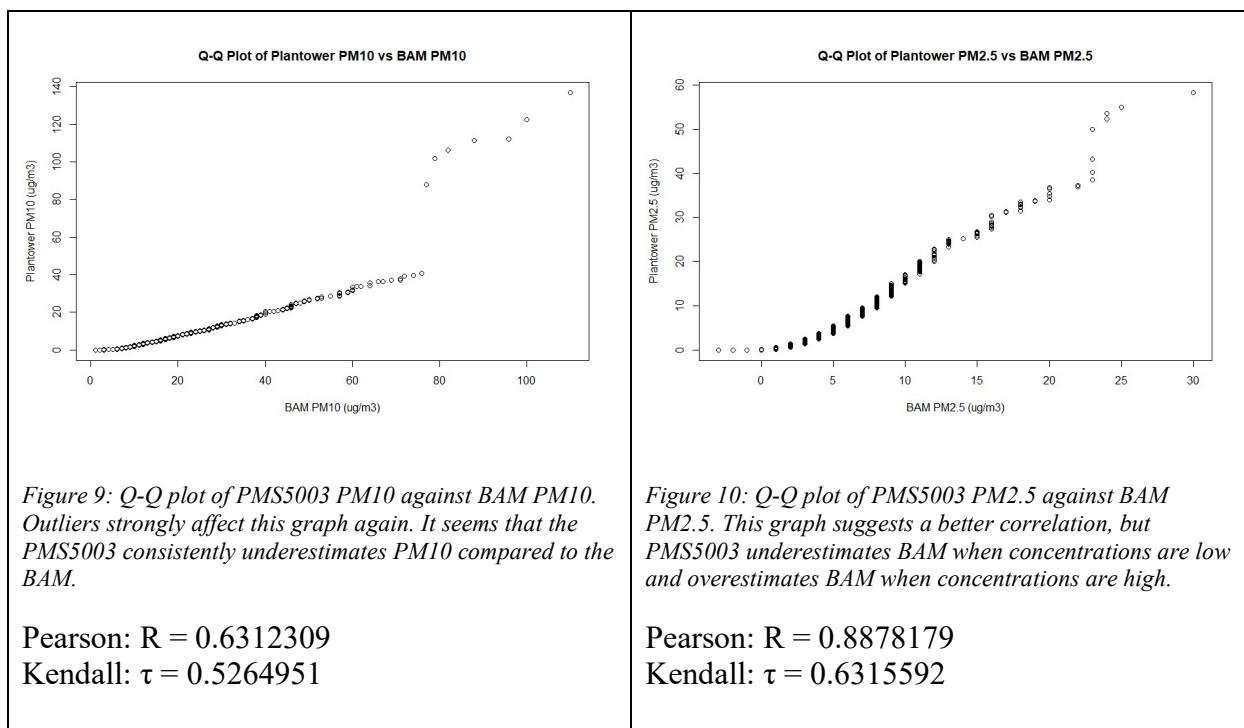 Q-Q Plot of Plantower PM10 vs BAM PM10
Plantower PM10 (ug/m3)
140
120
100
80
60
40
20
0
0 20 40 60 80 100
BAM PM10 (ug/m3)
Figure 9: Q-Q plot of PMS5003 PM10 against BAM PM10.
Outliers strongly affect this graph again. It seems that the
PMS5003 consistently underestimates PM10 compared to the
BAM.
Pearson: R = 0.6312309
Kendall: τ = 0.5264951
Q-Q Plot of Plantower PM2.5 vs BAM PM2.5
Plantower PM2.5 (ug/m3)
60
50
40
30
20
10
0
0 5 10 15 20 25 30
BAM PM2.5 (ug/m3)
Figure 10: Q-Q plot of PMS5003 PM2.5 against BAM
PM2.5. This graph suggests a better correlation, but
PMS5003 underestimates BAM when concentrations are low
and overestimates BAM when concentrations are high.
Pearson: R = 0.8878179
Kendall: τ = 0.6315592